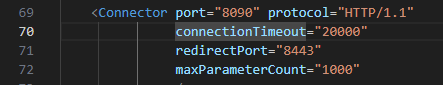 69 <Connector port="8090" protocol="HTTP/1.1"
70 connectionTimeout="20000"
71 redirectPort="8443"
72 maxParameterCount="1000"